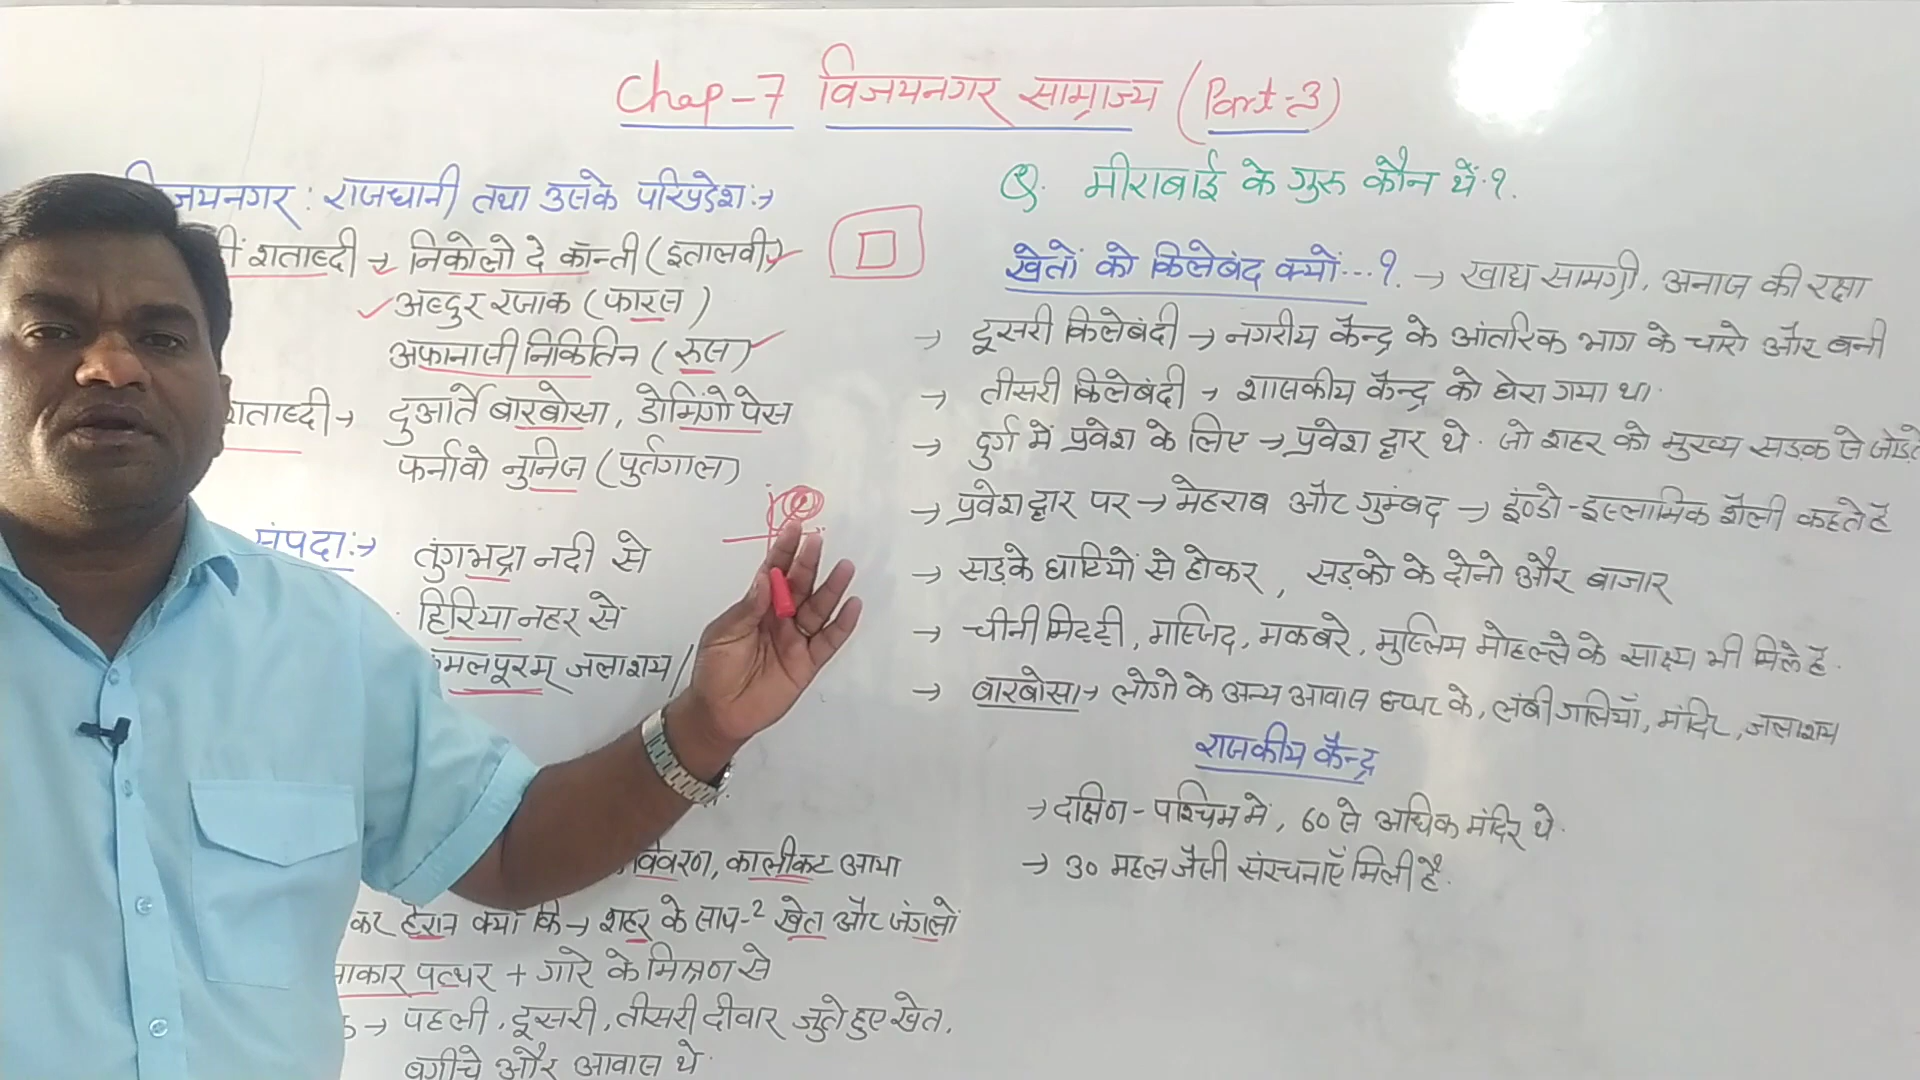 Chap-7 विजयनगर साम्राज्य (Part-3)
विजयनगर : राजधानी तथा उसके परिप्रदेश :→
शताब्दी → निकोलो दे कॉन्ती (इतालवी)
अब्दुर रजाक (फारस)
अफानासी निकितिन (रूस)
शताब्दी → दुआर्ते बारबोसा, डोमिंगो पेस
फर्नावो नुनिज (पुर्तगाल)
संपदा :→ तुंगभद्रा नदी से
हिरिया नहर से
कमलपूरम् जलाशय
विवरण, कालीकट आया
कर हैरान क्यों कि → शहर के साथ-2 खेत और जंगलों
आकार पत्थर + गारे के मिश्रण से
→ पहली, दूसरी, तीसरी दीवार जुते हुए खेत,
बगीचे और आवास थे.
Q. मीराबाई के गुरु कौन थें.?.
खेतों को किलेबंद क्यों...?. → खाद्य सामग्री, अनाज की रक्षा
→ दूसरी किलेबंदी → नगरीय केन्द्र के आंतरिक भाग के चारो और बनी
→ तीसरी किलेबंदी → शासकीय केन्द्र को घेरा गया था.
→ दुर्ग में प्रवेश के लिए → प्रवेश द्वार थे. जो शहर को मुख्य सड़क से जोड़ते
→ प्रवेश द्वार पर → मेहराब और गुम्बद → इंण्डो-इस्लामिक शैली कहते है
→ सड़के घाटियों से होकर, सड़को के दोनो और बाजार
→ चीनी मिट्टी, मस्जिद, मकबरे, मुस्लिम मोहल्ले के साक्ष्य भी मिले है.
→ बारबोसा → लोगो के अन्य आवास छप्पर के, लंबी गलियाँ, मंदिर, जलाशय
राजकीय केन्द्र
→ दक्षिण-पश्चिम में, 60 से अधिक मंदिर थे.
→ 30 महल जैसी संरचनाएँ मिली है.